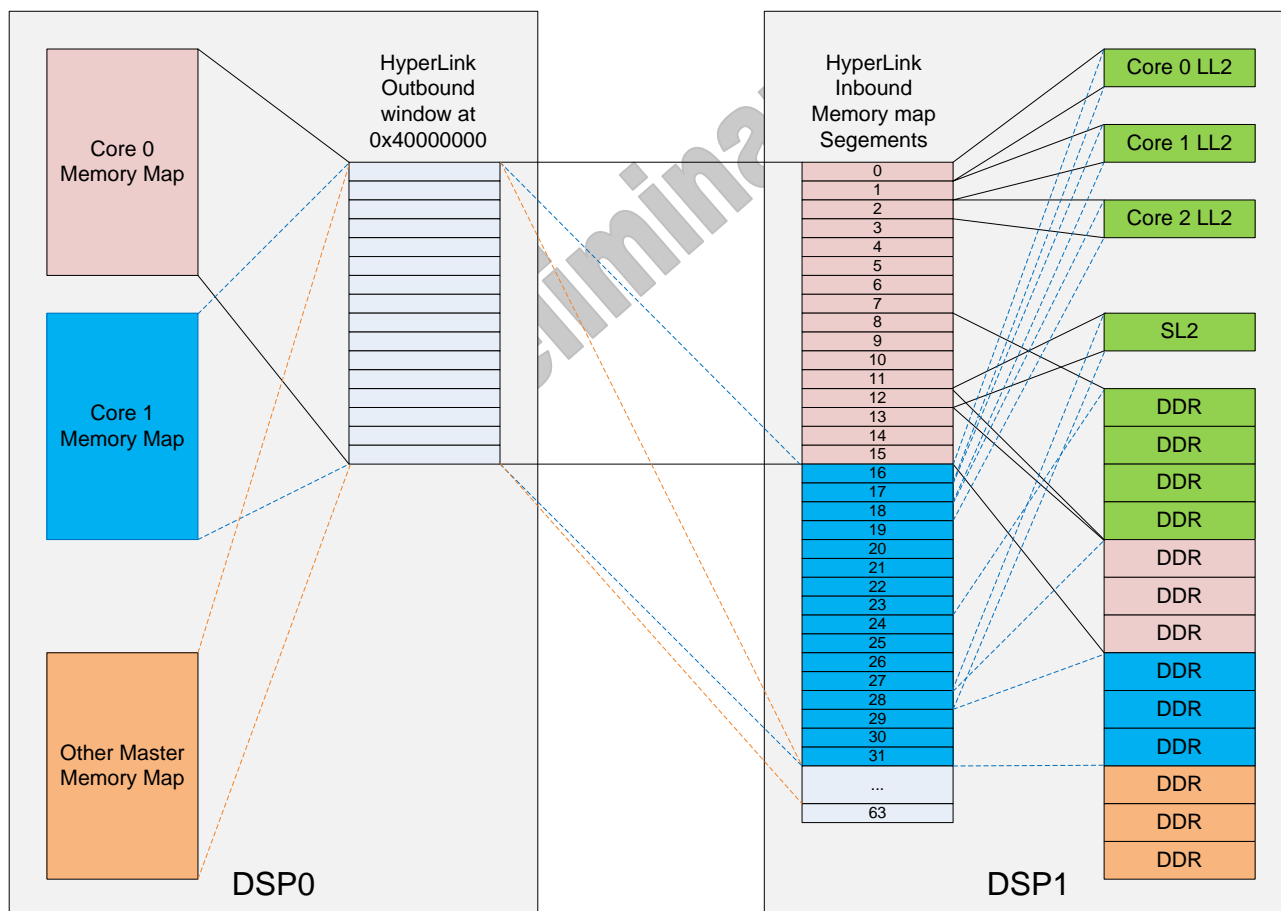 Core 0
Memory Map
Core 1
Memory Map
Other Master
Memory Map
HyperLink
Outbound
window at
0x40000000
DSP0
HyperLink
Inbound
Memory map
Segements
0
1
2
3
4
5
6
7
8
9
10
11
12
13
14
15
16
17
18
19
20
21
22
23
24
25
26
27
28
29
30
31
...
63
Core 0 LL2
Core 1 LL2
Core 2 LL2
SL2
DDR
DDR
DDR
DDR
DDR
DDR
DDR
DDR
DDR
DDR
DDR
DDR
DDR
DSP1